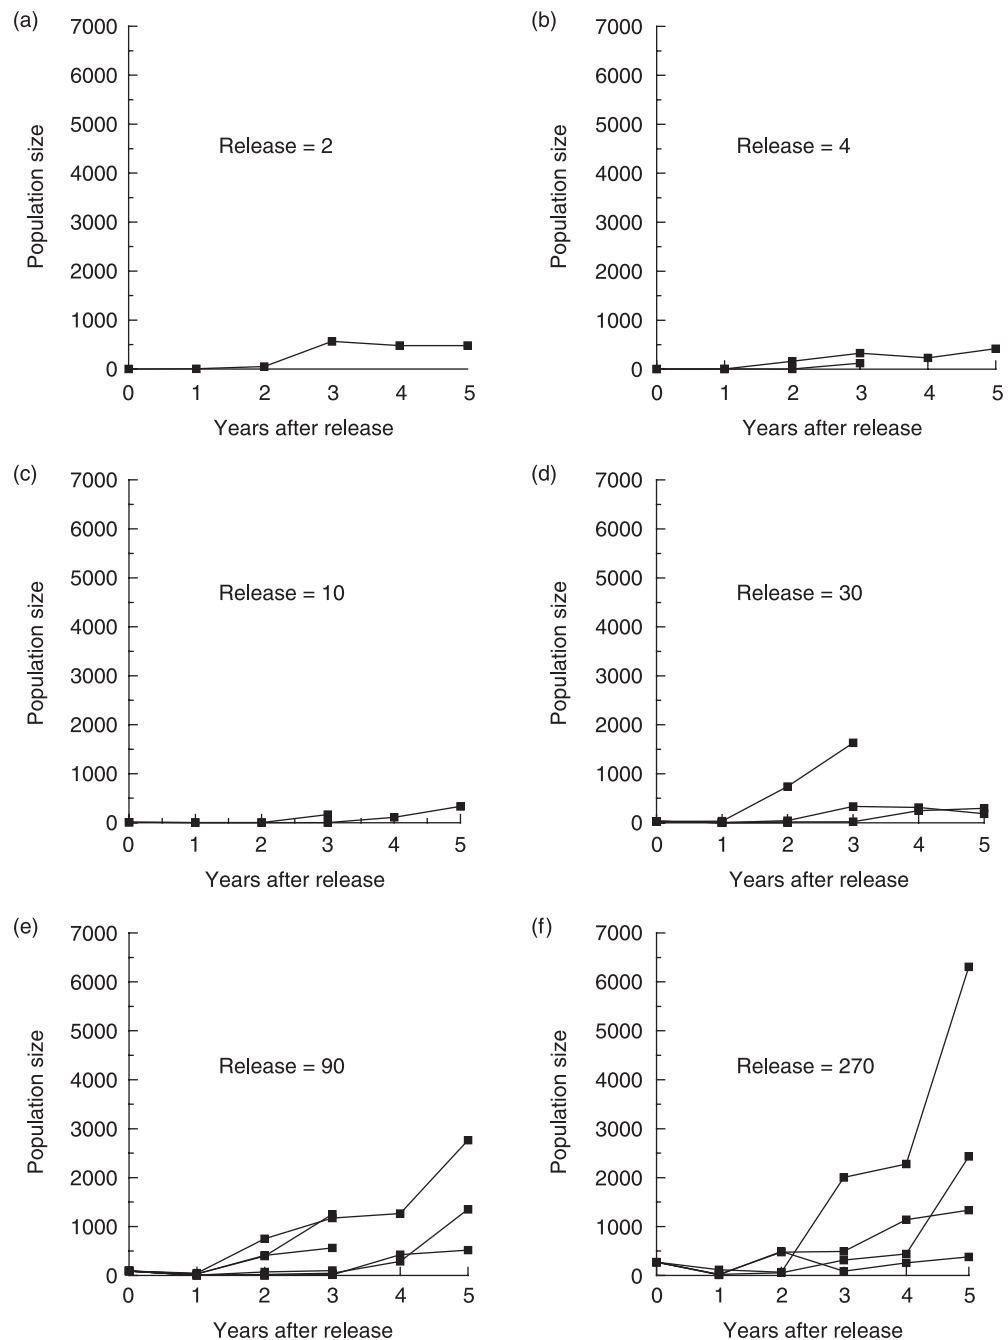 (a)
7000
6000
5000
4000
3000
2000
1000
0
Population size
Release = 2
0 1 2 3 4 5
Years after release
(b)
7000
6000
5000
4000
3000
2000
1000
0
Population size
Release = 4
0 1 2 3 4 5
Years after release
(c)
7000
6000
5000
4000
3000
2000
1000
0
Population size
Release = 10
0 1 2 3 4 5
Years after release
(d)
7000
6000
5000
4000
3000
2000
1000
0
Population size
Release = 30
0 1 2 3 4 5
Years after release
(e)
7000
6000
5000
4000
3000
2000
1000
0
Population size
Release = 90
0 1 2 3 4 5
Years after release
(f)
7000
6000
5000
4000
3000
2000
1000
0
Population size
Release = 270
0 1 2 3 4 5
Years after release